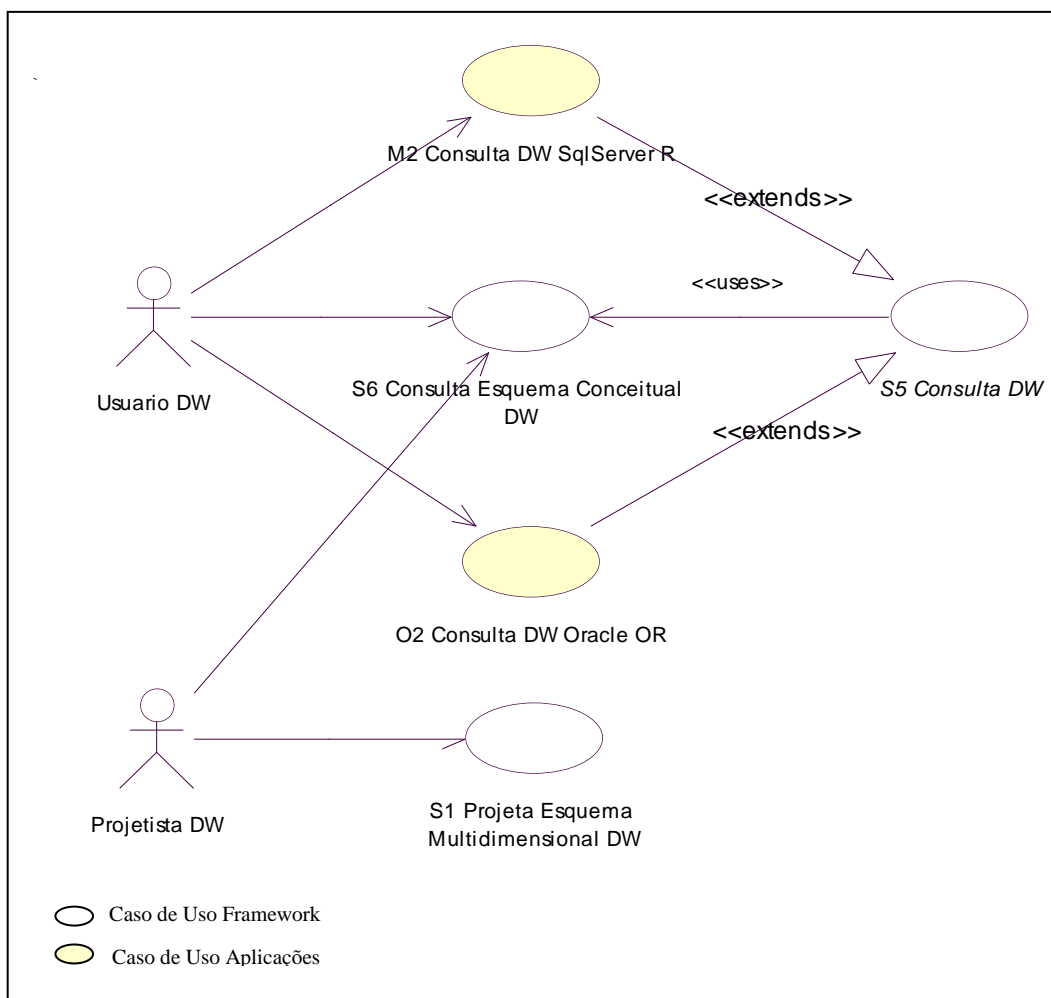 M2 Consulta DW SqlServer R
<<extends>>
<<uses>>
Usuario DW
S6 Consulta Esquema Conceitual
DW
S5 Consulta DW
<<extends>>
O2 Consulta DW Oracle OR
Projetista DW
S1 Projeta Esquema
Multidimensional DW
Caso de Uso Framework
Caso de Uso Aplicações